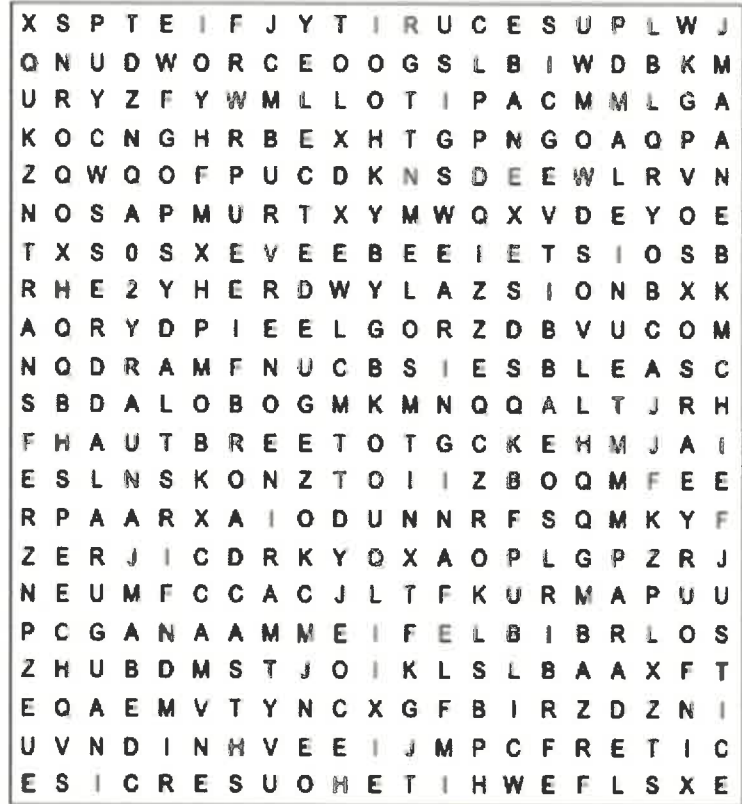 X S P T E I F J Y T I R U C E S U P L W J
Q N U D W O R C E O O G S L B I W D B K M
U R Y Z F Y W M L L O T I P A C M M L G A
K O C N G H R B E X H T G P N G O A Q P A
Z Q W Q O F P U C D K N S D E E W L R V N
N O S A P M U R T X Y M W Q X V D E Y O E
T X S 0 S X E V E E B E E I E T S I O S B
R H E 2 Y H E R D W Y L A Z S I O N B X K
A Q R Y D P I E E L G O R Z D B V U C O M
N Q D R A M F N U C B S I E S B L E A S C
S B D A L O B O G M K M N Q Q A L T J R H
F H A U T B R E E T O T G C K E H M J A I
E S L N S K O N Z T O I I Z B O Q M F E E
R P A A R X A I O D U N N R F S Q M K Y F
Z E R J I C D R K Y Q X A O P L G P Z R J
N E U M F C C A C J L T F K U R M A P U U
P C G A N A A M M E I F E L B I B R L O S
Z H U B D M S T J O I K L S L B A A X F T
E Q A E M V T Y N C X G F B I R Z D Z N I
U V N D I N H V E E I J M P C F R E T I C
E S I C R E S U O H E T I H W E F L S X E